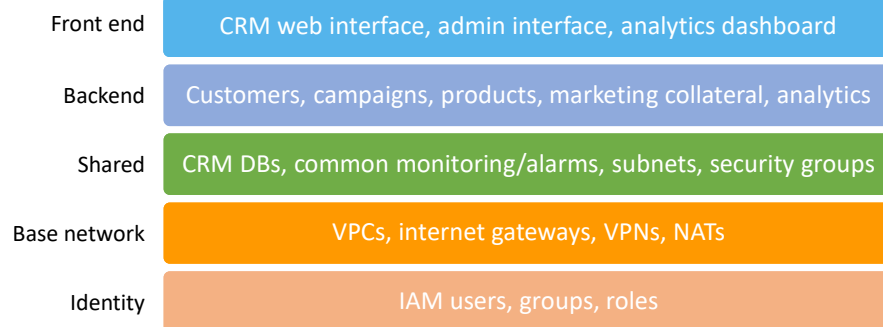 Front end
CRM web interface, admin interface, analytics dashboard
Backend
Customers, campaigns, products, marketing collateral, analytics
Shared
CRM DBs, common monitoring/alarms, subnets, security groups
Base network
VPCs, internet gateways, VPNs, NATs
Identity
IAM users, groups, roles